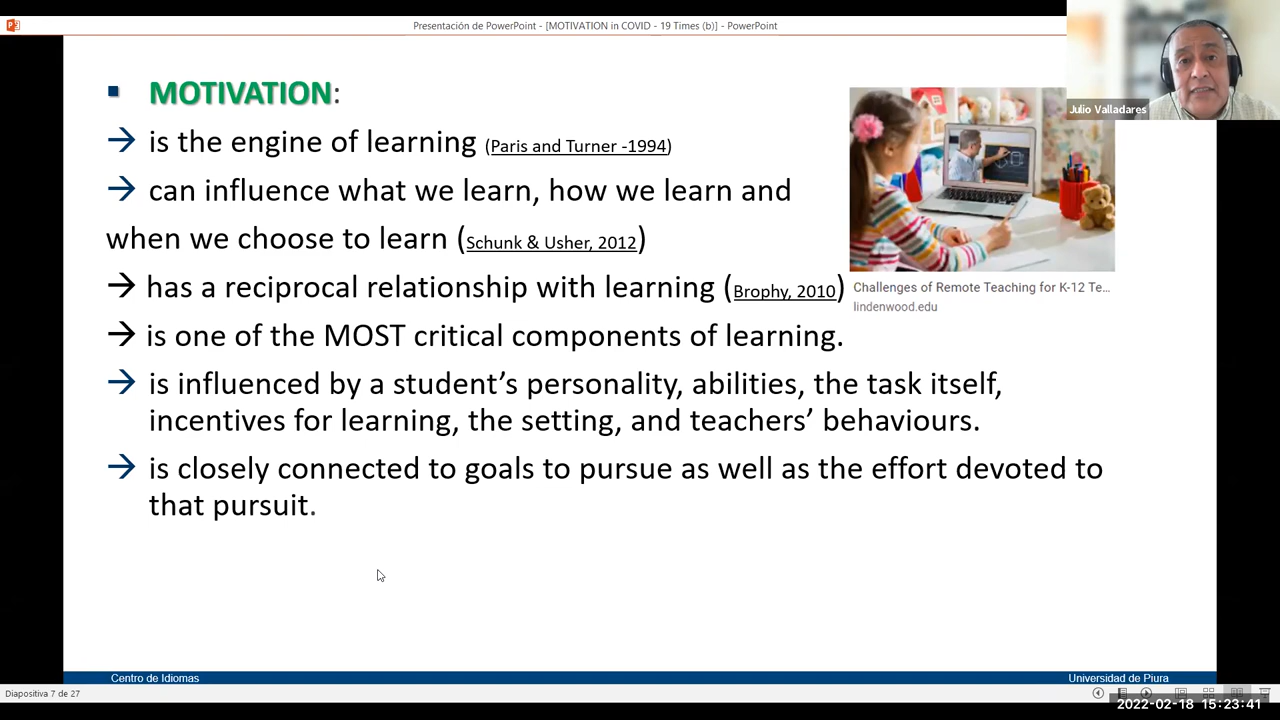 Presentación de PowerPoint - [MOTIVATION in COVID - 19 Times (b)] - PowerPoint
Julio Valladares
▪ MOTIVATION:
→ is the engine of learning (Paris and Turner -1994)
→ can influence what we learn, how we learn and
when we choose to learn (Schunk & Usher, 2012)
→ has a reciprocal relationship with learning (Brophy, 2010)
→ is one of the MOST critical components of learning.
→ is influenced by a student’s personality, abilities, the task itself,
incentives for learning, the setting, and teachers’ behaviours.
→ is closely connected to goals to pursue as well as the effort devoted to
that pursuit.
Challenges of Remote Teaching for K-12 Te...
lindenwood.edu
Centro de Idiomas
Universidad de Piura
Diapositiva 7 de 27
2022-02-18 15:23:41